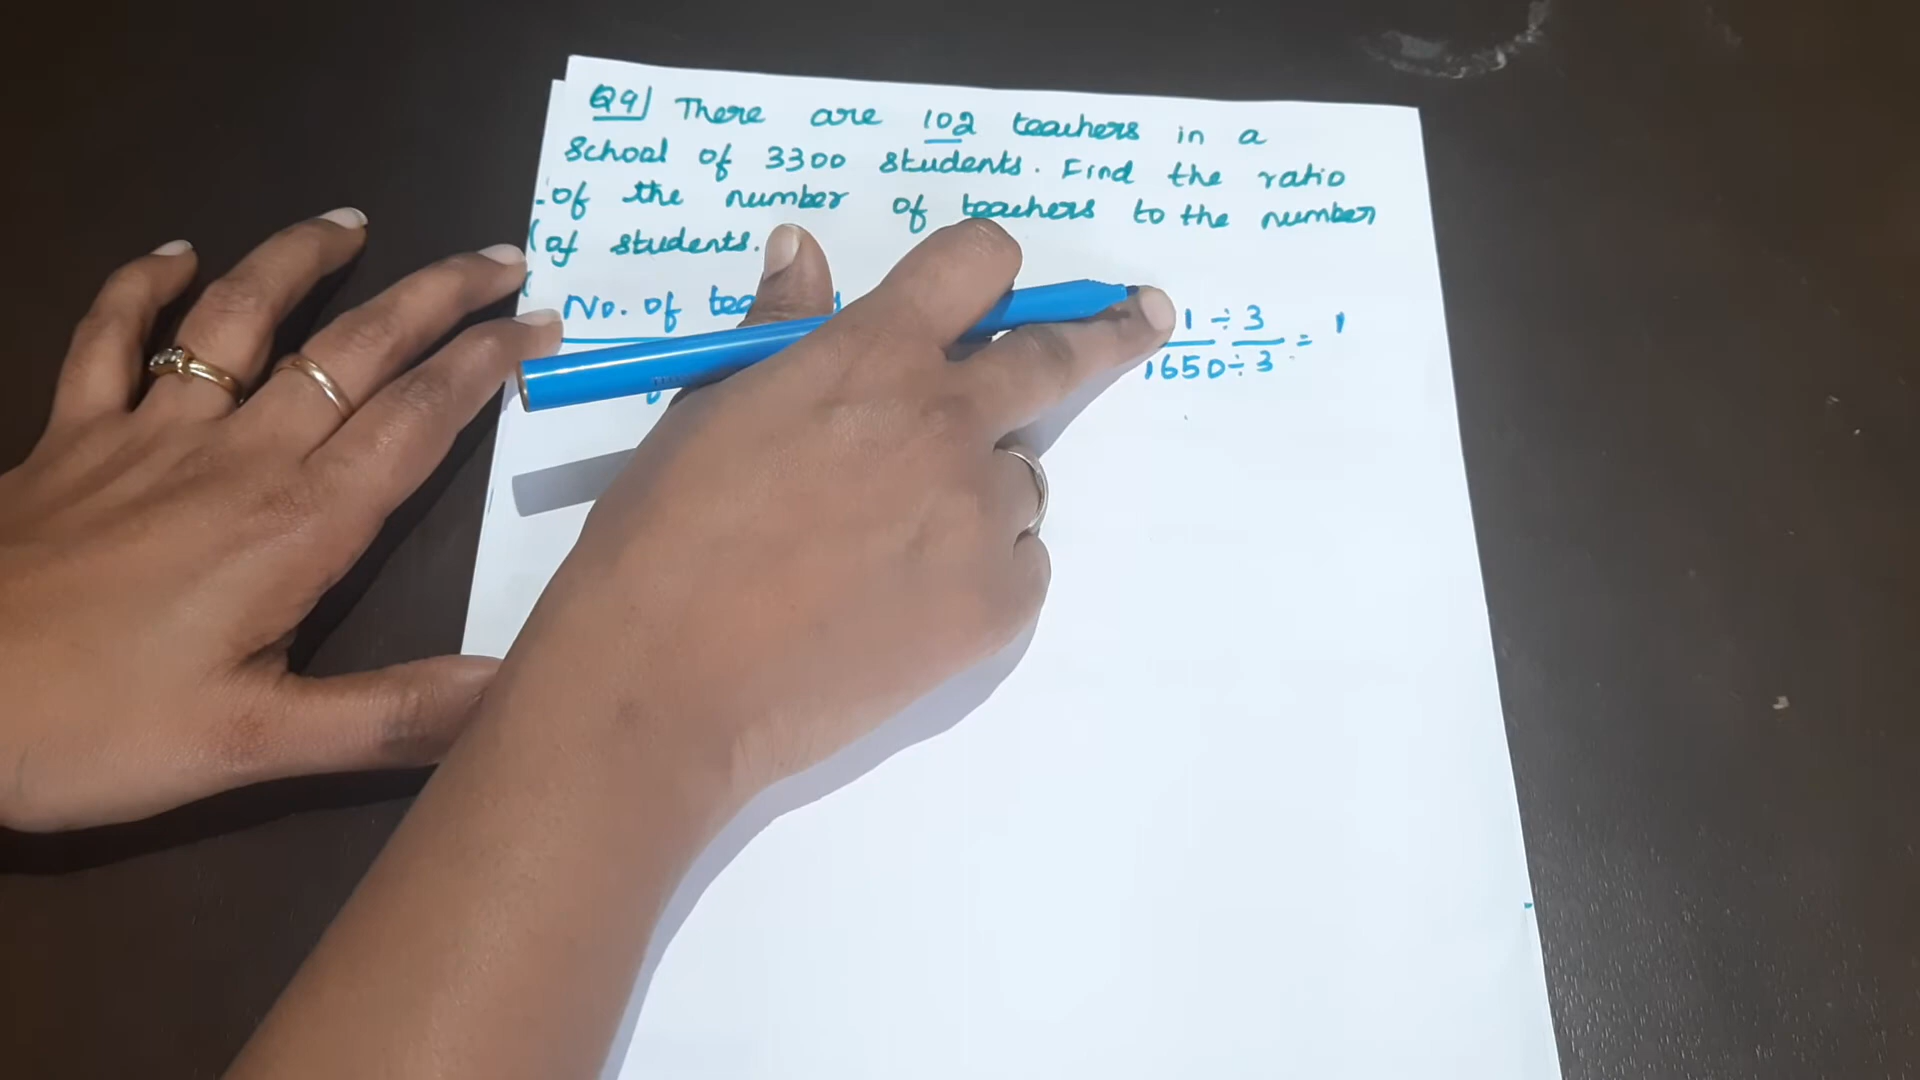 Q9) There are 102 teachers in a
School of 3300 students. Find the ratio
of the number of teachers to the number
of students.
No. of
1 ÷ 3
= 1
1650 ÷ 3